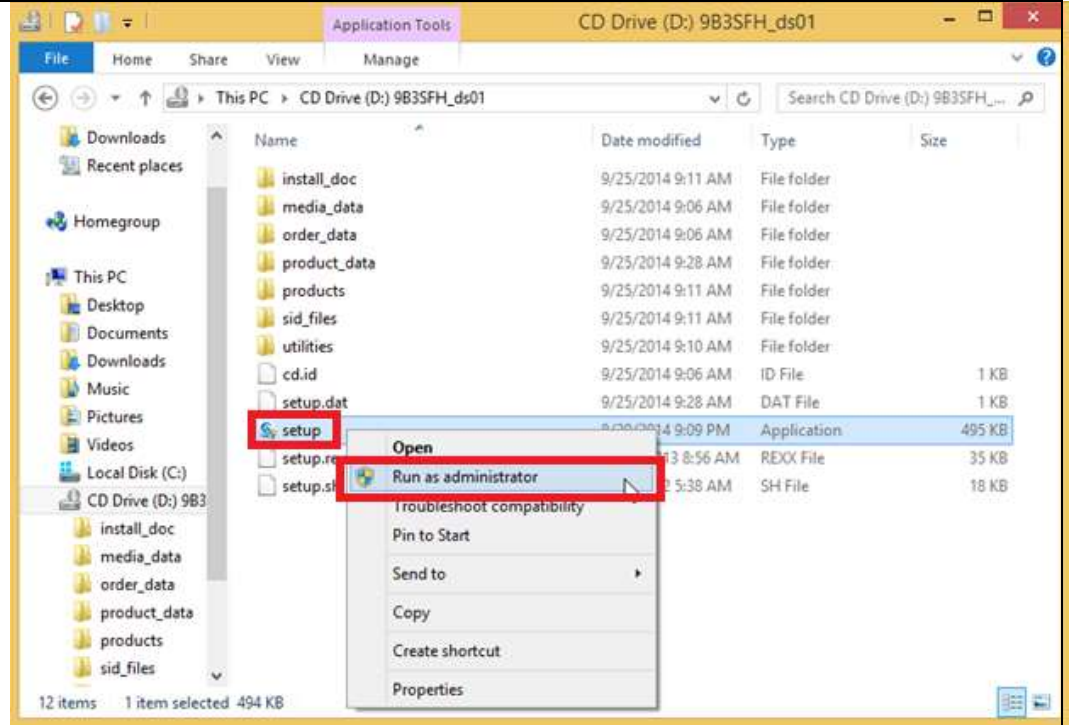 Application Tools CD Drive (D:) 9B3SFH_ds01
File Home Share View Manage
This PC CD Drive (D:) 9B3SFH_ds01 Search CD Drive (D:) 9B3SFH_...
Downloads
Recent places
Homegroup
This PC
Desktop
Documents
Downloads
Music
Pictures
Videos
Local Disk (C:)
CD Drive (D:) 9B3
install_doc
media_data
order_data
product_data
products
sid_files
Name Date modified Type Size
install_doc 9/25/2014 9:11 AM File folder
media_data 9/25/2014 9:06 AM File folder
order_data 9/25/2014 9:06 AM File folder
product_data 9/25/2014 9:28 AM File folder
products 9/25/2014 9:11 AM File folder
sid_files 9/25/2014 9:11 AM File folder
utilities 9/25/2014 9:10 AM File folder
cd.id 9/25/2014 9:06 AM ID File 1 KB
setup.dat 9/25/2014 9:28 AM DAT File 1 KB
setup 9:09 PM Application 495 KB
setup.re 13 8:56 AM REXX File 35 KB
setup.sh 2 5:38 AM SH File 18 KB
Open
Run as administrator
Troubleshoot compatibility
Pin to Start
Send to
Copy
Create shortcut
Properties
12 items 1 item selected 494 KB